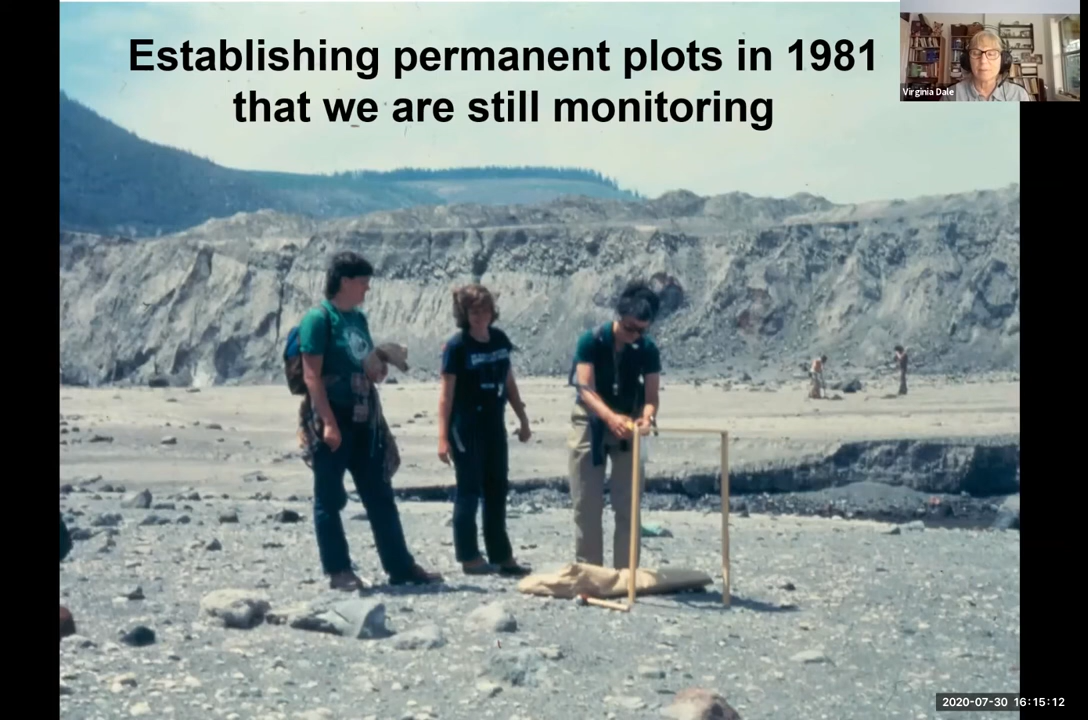 Establishing permanent plots in 1981
that we are still monitoring
Virginia Dale
2020-07-30 16:15:12